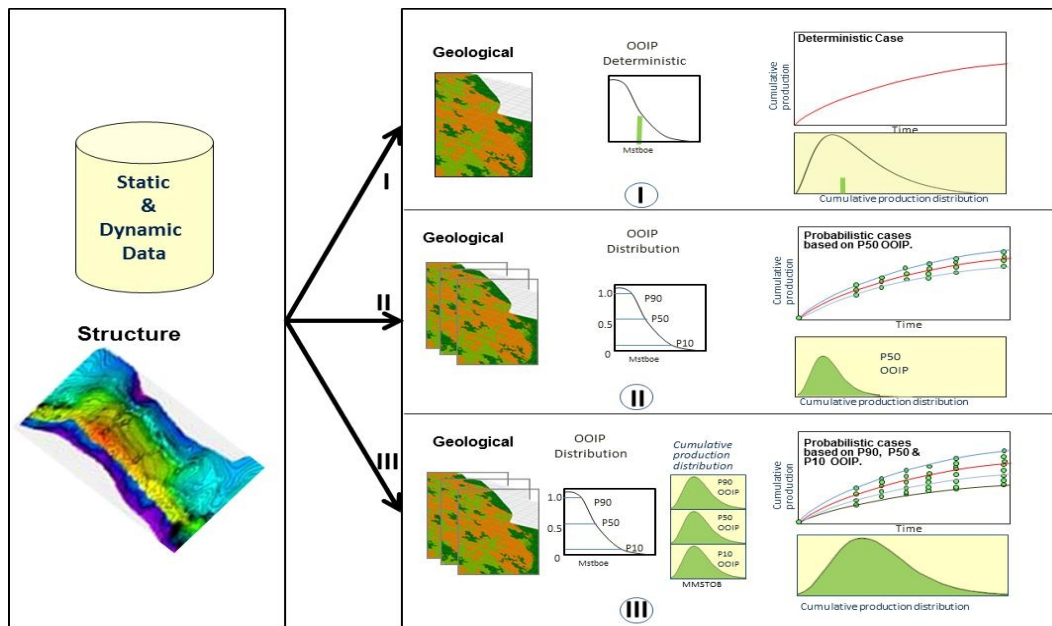 Static
&
Dynamic
Data
Structure
I
II
III
Geological
OOIP
Deterministic
Mstboe
I
Deterministic Case
Cumulative
production
Time
Cumulative production distribution
Geological
OOIP
Distribution
1.0
0.5
0
P90
P50
P10
Mstboe
II
Probabilistic cases
based on P50 OOIP.
Cumulative
production
Time
P50
OOIP
Cumulative production distribution
Geological
OOIP
Distribution
1.0
0.5
0
P90
P50
P10
Mstboe
Cumulative
production
distribution
P90
OOIP
P50
OOIP
P10
OOIP
MMSTOB
III
Probabilistic cases
based on P90, P50 &
P10 OOIP.
Cumulative
production
Time
Cumulative production distribution